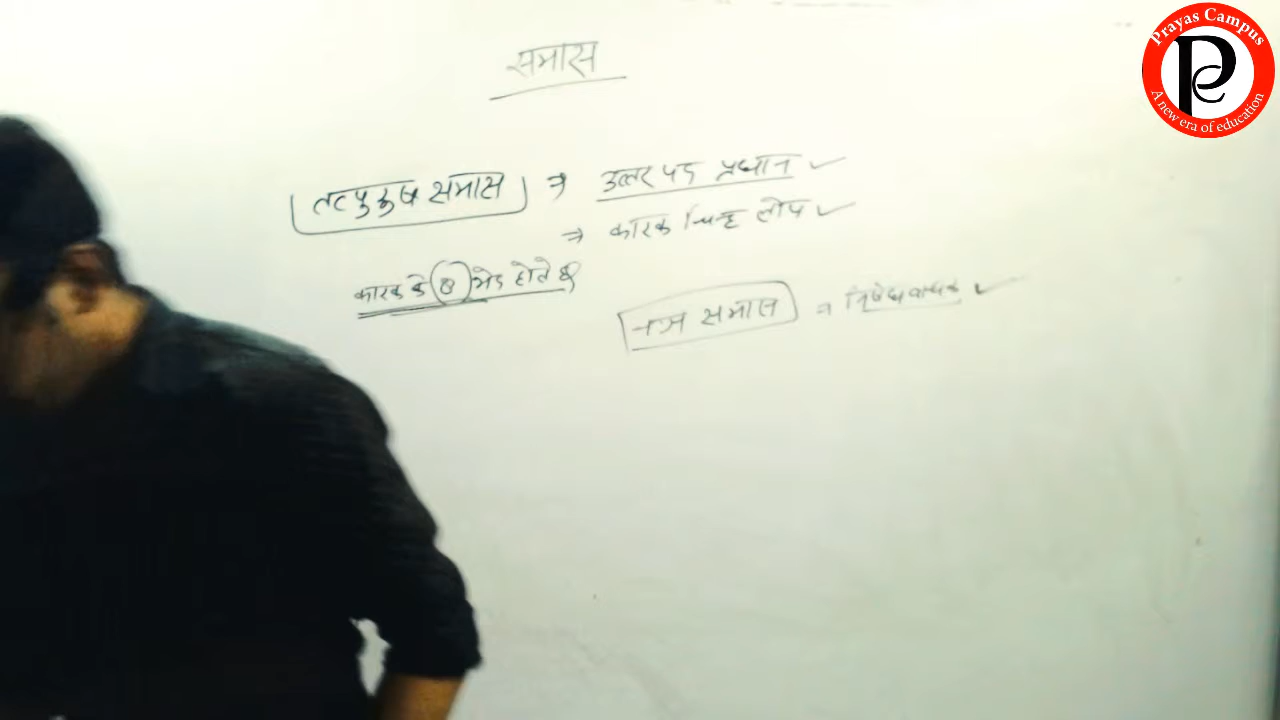 समास
तत्पुरुष समास ⇒ उत्तर पद प्रधान ✓
⇒ कारक चिन्ह लोप ✓
कारक के 8 भेद होते हैं
नञ समास = निषेधवाचक ✓
Prayas Campus
PC
A new era of education